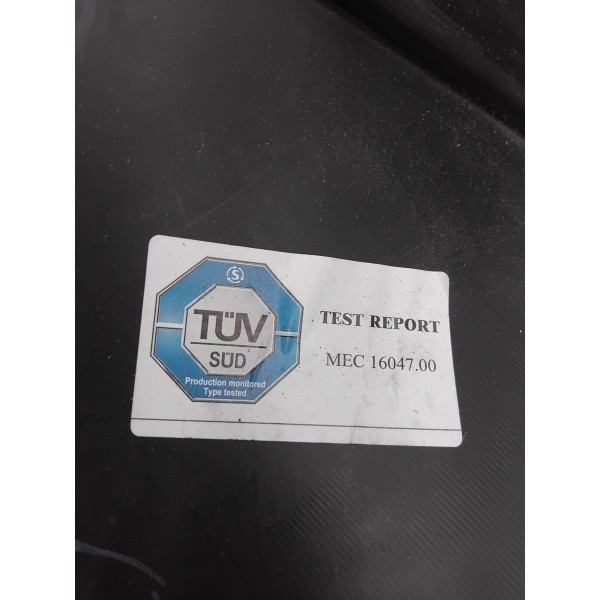 S
TÜV
SÜD
Production monitored
Type tested
TEST REPORT
MEC 16047.00